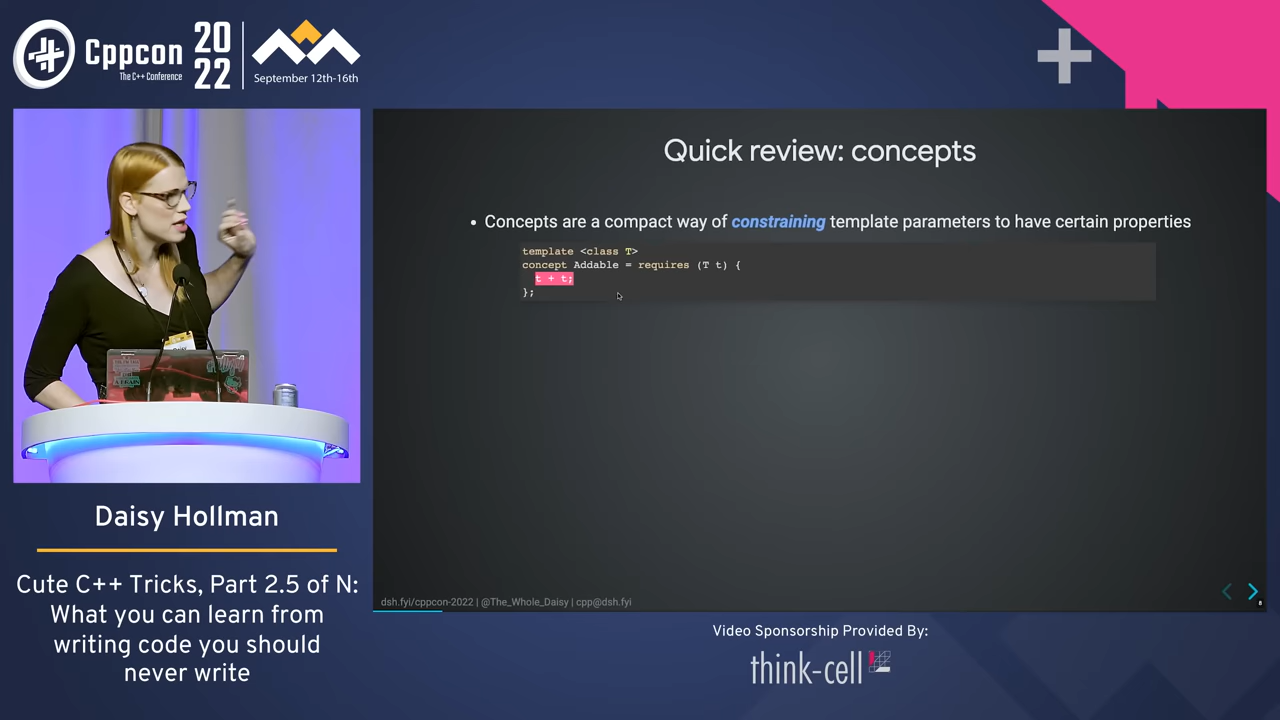 Cppcon
The C++ Conference
20
22
September 12th-16th
Quick review: concepts
• Concepts are a compact way of constraining template parameters to have certain properties
template <class T>
concept Addable = requires (T t) {
t + t;
};
Daisy Hollman
Cute C++ Tricks, Part 2.5 of N:
What you can learn from
writing code you should
never write
dsh.fyi/cppcon-2022 | @The_Whole_Daisy | cpp@dsh.fyi
8
Video Sponsorship Provided By:
think-cell